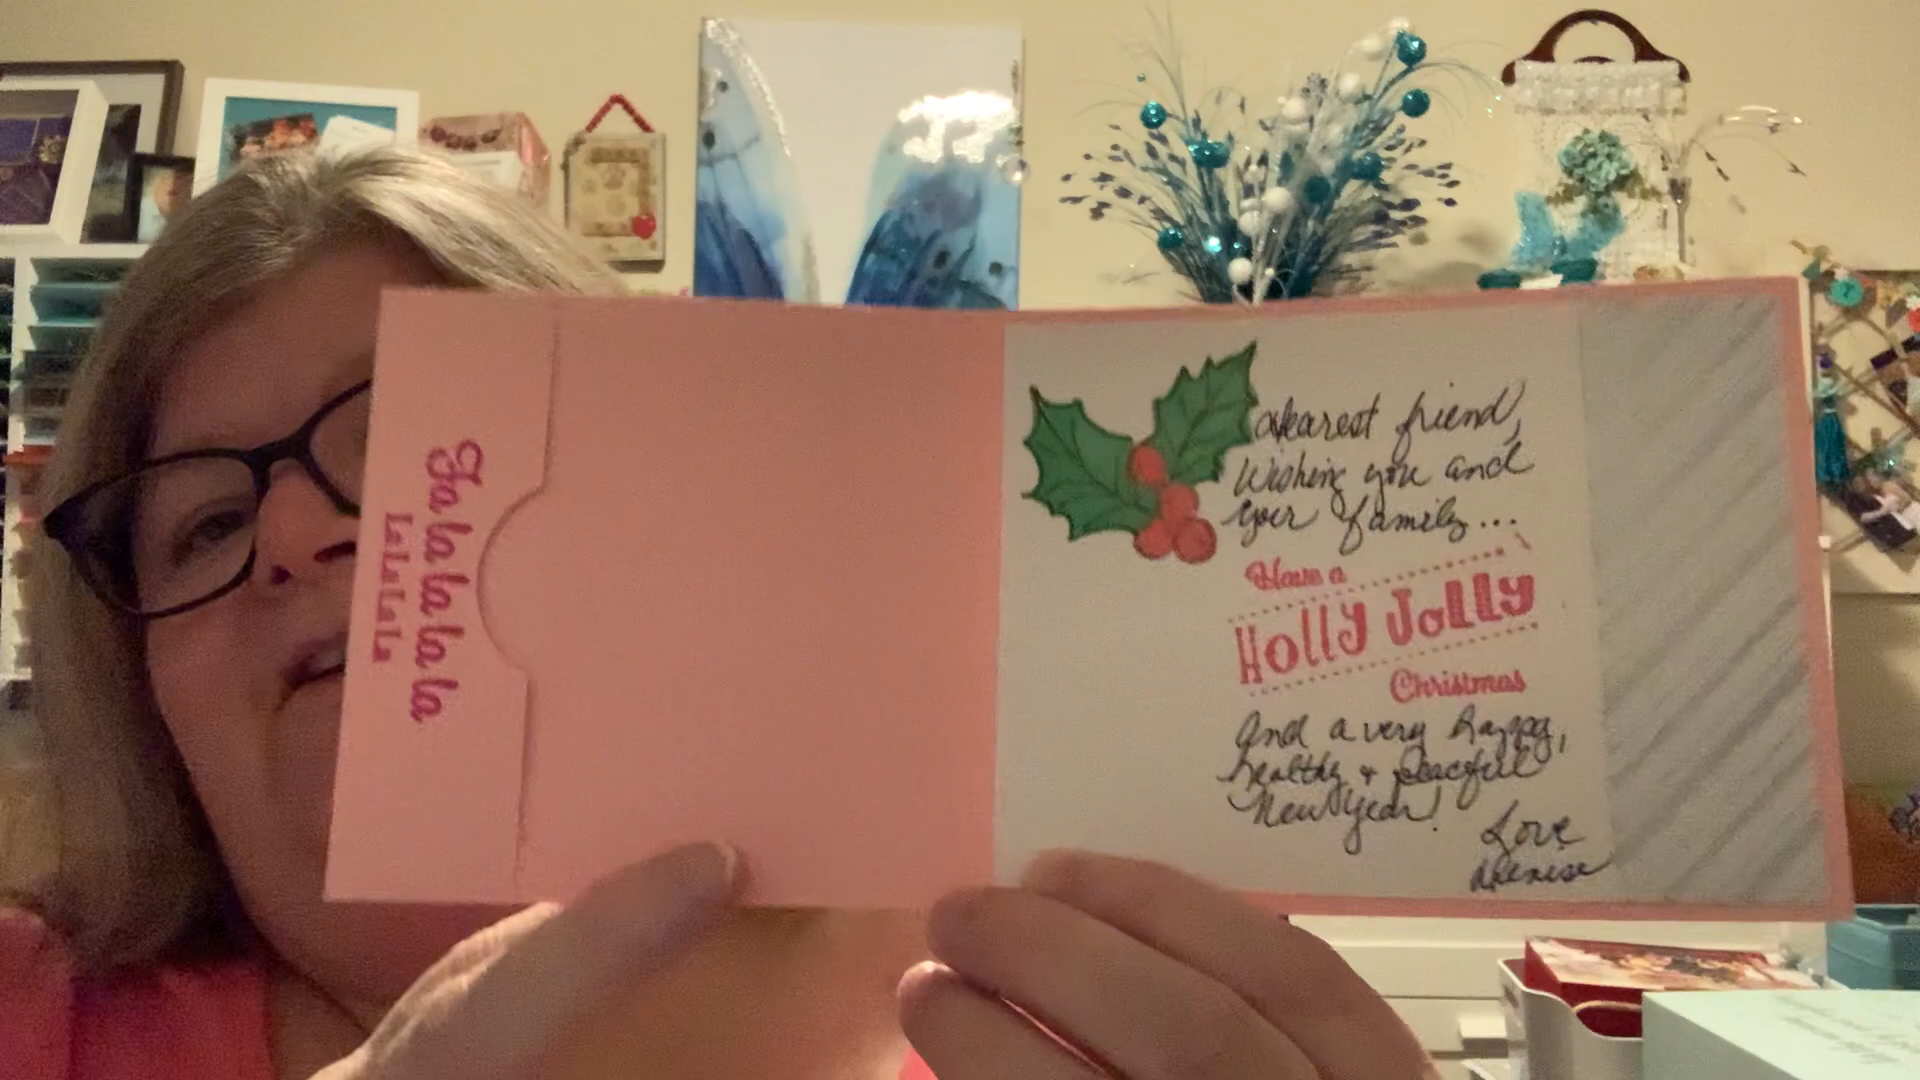 Fa la la la la la
La La La La
Dearest friend,
Wishing you and
your family...
Have a
Holly Jolly
Christmas
And a very happy,
healthy + peaceful
New Year!
Love
Denise